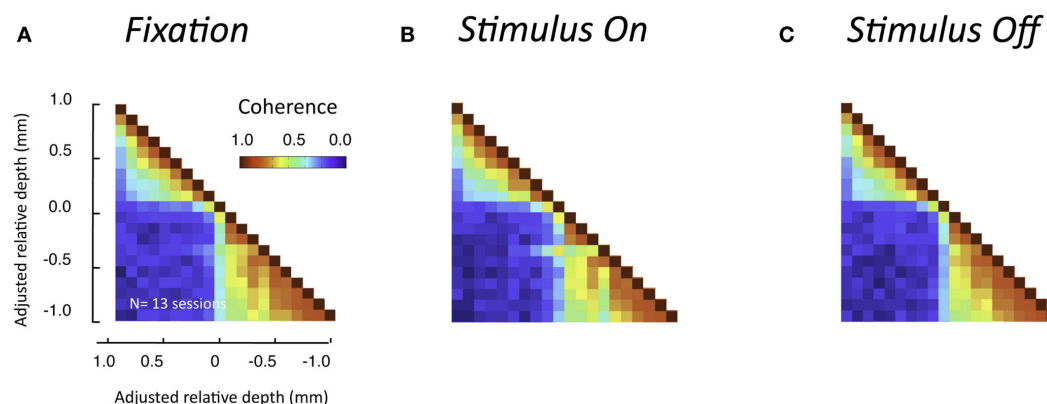 A Fixation
B Stimulus On
C Stimulus Off
Coherence
1.0 0.5 0.0
Adjusted relative depth (mm)
1.0
0.5
0.0
-0.5
-1.0
N= 13 sessions
1.0 0.5 0 -0.5 -1.0
Adjusted relative depth (mm)